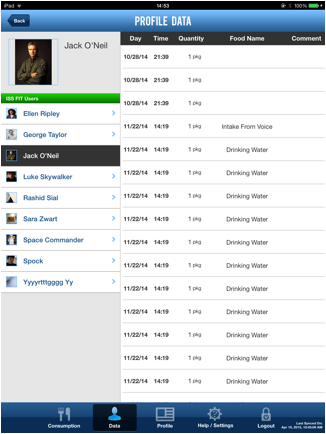 iPad 14:53 100%
Back PROFILE DATA
Jack O'Neil
ISS FIT Users
Ellen Ripley
George Taylor
Jack O'Neil
Luke Skywalker
Rashid Sial
Sara Zwart
Space Commander
Spock
Yyyyrtttgggg Yy
Day Time Quantity Food Name Comment
10/28/14 21:39 1 pkg
10/28/14 21:39 1 pkg
10/28/14 21:39 1 pkg
11/22/14 14:19 1 pkg Intake From Voice
11/22/14 14:19 1 pkg Drinking Water
11/22/14 14:19 1 pkg Drinking Water
11/22/14 14:19 1 pkg Drinking Water
11/22/14 14:19 1 pkg Drinking Water
11/22/14 14:19 1 pkg Drinking Water
11/22/14 14:19 1 pkg Drinking Water
11/22/14 14:19 1 pkg Drinking Water
11/22/14 14:19 1 pkg Drinking Water
11/22/14 14:19 1 pkg Drinking Water
11/22/14 14:19 1 pkg Drinking Water
11/22/14 14:19 1 pkg Drinking Water
Consumption Data Profile Help / Settings Logout
Last Synced On: